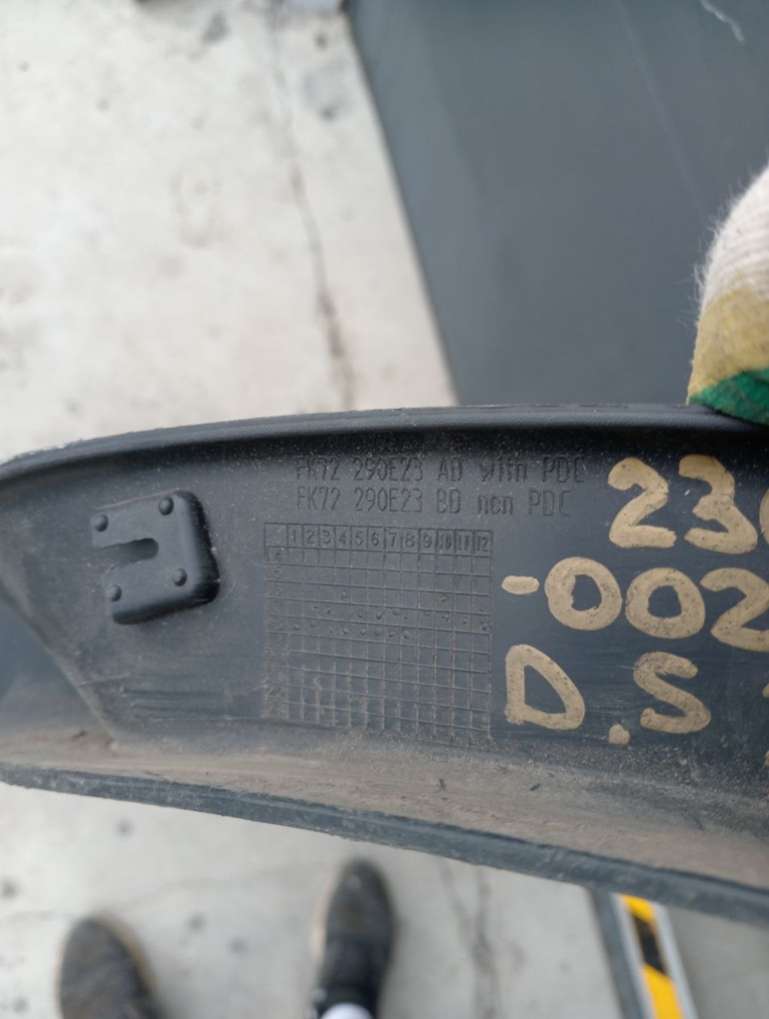 FK72 290E23 AD with PDC
FK72 290E23 BD non PDC
1 2 3 4 5 6 7 8 9 10 11 12
-002
D.S